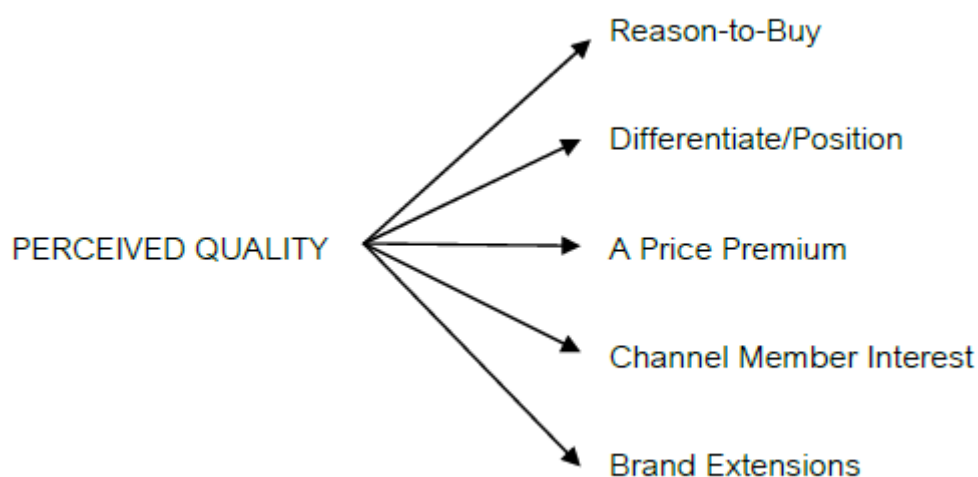 Reason-to-Buy
Differentiate/Position
PERCEIVED QUALITY
A Price Premium
Channel Member Interest
Brand Extensions